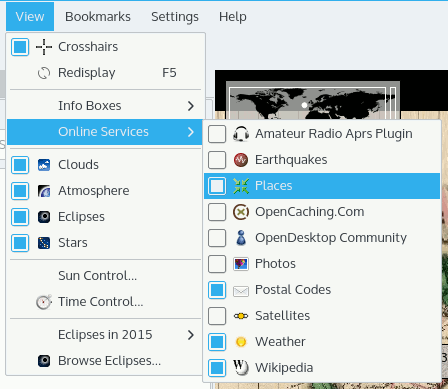 View Bookmarks Settings Help
Crosshairs
Redisplay F5
Info Boxes
Online Services
Clouds
Atmosphere
Eclipses
Stars
Sun Control...
Time Control...
Eclipses in 2015
Browse Eclipses...
Amateur Radio Aprs Plugin
Earthquakes
Places
OpenCaching.Com
OpenDesktop Community
Photos
Postal Codes
Satellites
Weather
Wikipedia